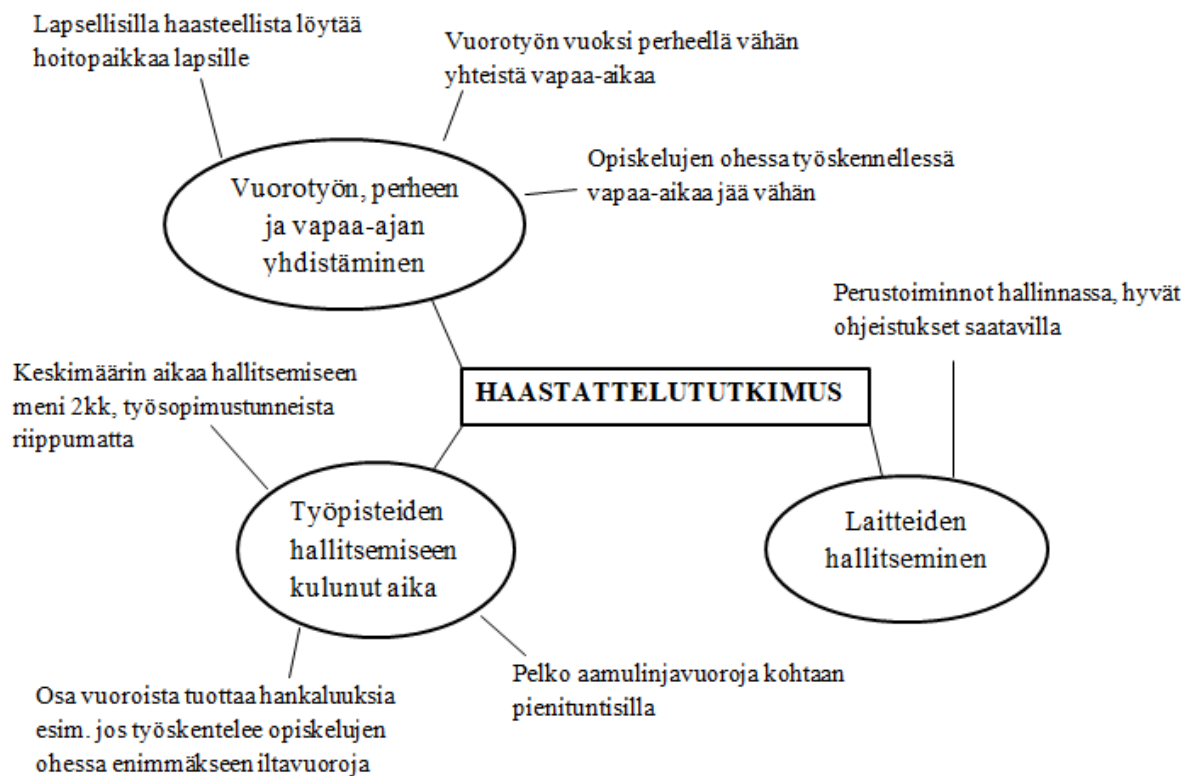 Lapsellisilla haasteellista löytää
hoitopaikkaa lapsille
Vuorotyön vuoksi perheellä vähän
yhteistä vapaa-aikaa
Opiskelujen ohessa työskennellessä
vapaa-aikaa jää vähän
Vuorotyön, perheen
ja vapaa-ajan
yhdistäminen
Perustoiminnot hallinnassa, hyvät
ohjeistukset saatavilla
Keskimäärin aikaa hallitsemiseen
meni 2kk, työsopimustunneista
riippumatta
HAASTATTELUTUTKIMUS
Työpisteiden
hallitsemiseen
kulunut aika
Laitteiden
hallitseminen
Pelko aamulinjavuoroja kohtaan
pienituntisilla
Osa vuoroista tuottaa hankaluuksia
esim. jos työskentelee opiskelujen
ohessa enimmäkseen iltavuoroja